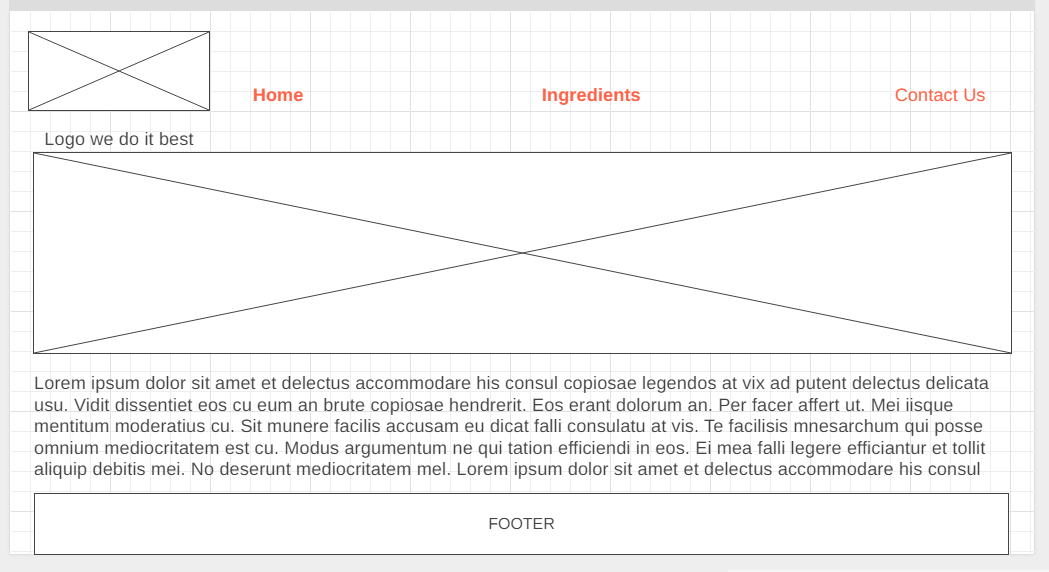 Home Ingredients Contact Us
Logo we do it best
Lorem ipsum dolor sit amet et delectus accommodare his consul copiosae legendos at vix ad putent delectus delicata
usu. Vidit dissentiet eos cu eum an brute copiosae hendrerit. Eos erant dolorum an. Per facer affert ut. Mei iisque
mentitum moderatius cu. Sit munere facilis accusam eu dicat falli consulatu at vis. Te facilisis mnesarchum qui posse
omnium mediocritatem est cu. Modus argumentum ne qui tation efficiendi in eos. Ei mea falli legere efficiantur et tollit
aliquip debitis mei. No deserunt mediocritatem mel. Lorem ipsum dolor sit amet et delectus accommodare his consul
FOOTER